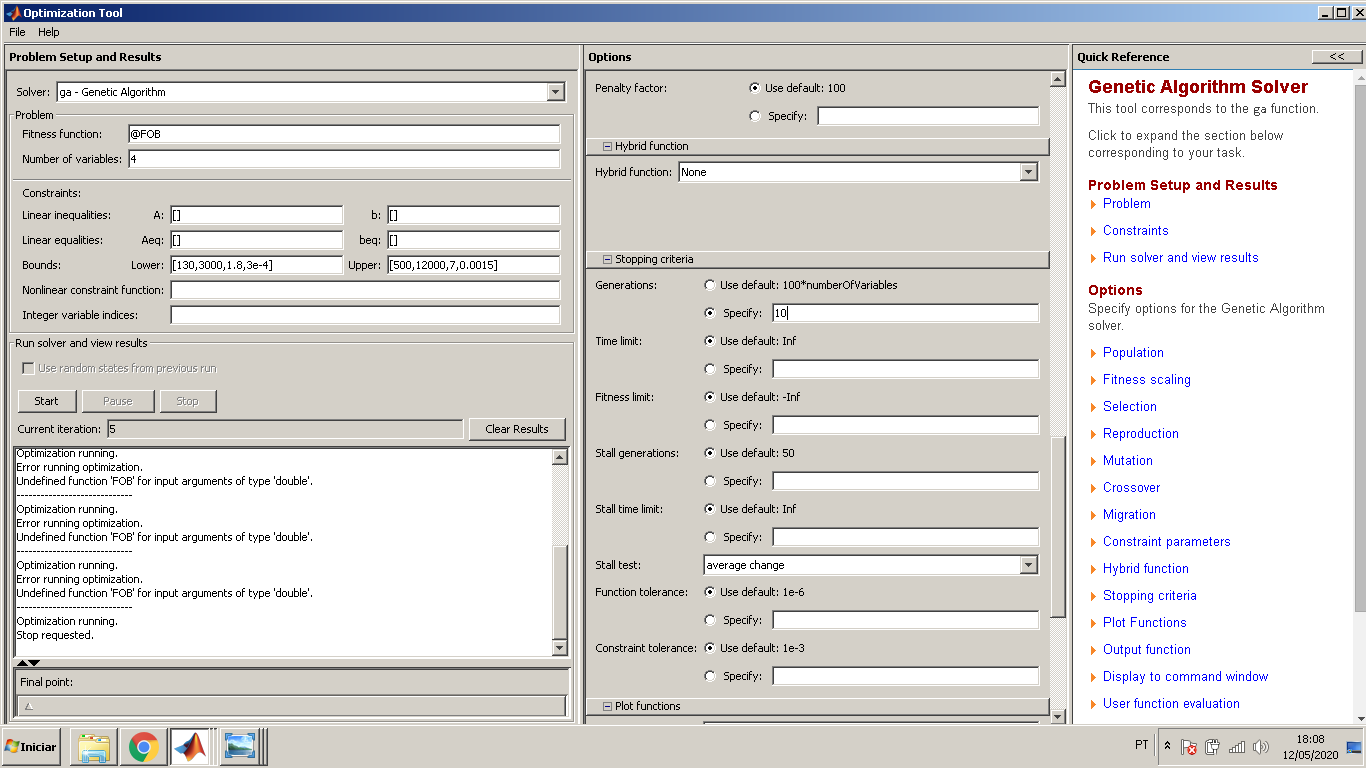 Optimization Tool
File Help
Problem Setup and Results
Solver: ga - Genetic Algorithm
Problem
Fitness function: @FOB
Number of variables: 4
Constraints:
Linear inequalities: A: [] b: []
Linear equalities: Aeq: [] beq: []
Bounds: Lower: [130,3000,1.8,3e-4] Upper: [500,12000,7,0.0015]
Nonlinear constraint function:
Integer variable indices:
Run solver and view results
Use random states from previous run
Start Pause Stop
Current iteration: 5 Clear Results
Optimization running.
Error running optimization.
Undefined function 'FOB' for input arguments of type 'double'.
-----------------------------
Optimization running.
Error running optimization.
Undefined function 'FOB' for input arguments of type 'double'.
-----------------------------
Optimization running.
Error running optimization.
Undefined function 'FOB' for input arguments of type 'double'.
-----------------------------
Optimization running.
Stop requested.
Final point:
Options
Penalty factor: Use default: 100
Specify:
Hybrid function
Hybrid function: None
Stopping criteria
Generations: Use default: 100*numberOfVariables
Specify: 10
Time limit: Use default: Inf
Specify:
Fitness limit: Use default: -Inf
Specify:
Stall generations: Use default: 50
Specify:
Stall time limit: Use default: Inf
Specify:
Stall test: average change
Function tolerance: Use default: 1e-6
Specify:
Constraint tolerance: Use default: 1e-3
Specify:
Plot functions
Quick Reference <<
Genetic Algorithm Solver
This tool corresponds to the ga function.
Click to expand the section below
corresponding to your task.
Problem Setup and Results
Problem
Constraints
Run solver and view results
Options
Specify options for the Genetic Algorithm
solver.
Population
Fitness scaling
Selection
Reproduction
Mutation
Crossover
Migration
Constraint parameters
Hybrid function
Stopping criteria
Plot Functions
Output function
Display to command window
User function evaluation
Iniciar
PT
18:08
12/05/2020